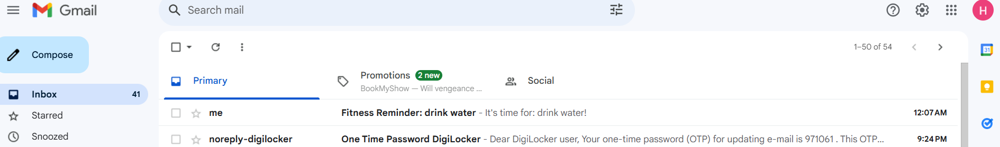 Gmail
Search mail
H
Compose
1–50 of 54
31
Primary
Promotions 2 new
BookMyShow — Will vengeance ...
Social
Inbox 41
Starred
Snoozed
me Fitness Reminder: drink water - It's time for: drink water! 12:07 AM
noreply-digilocker One Time Password DigiLocker - Dear DigiLocker user, Your one-time password (OTP) for updating e-mail is 971061 . This OTP... 9:24 PM